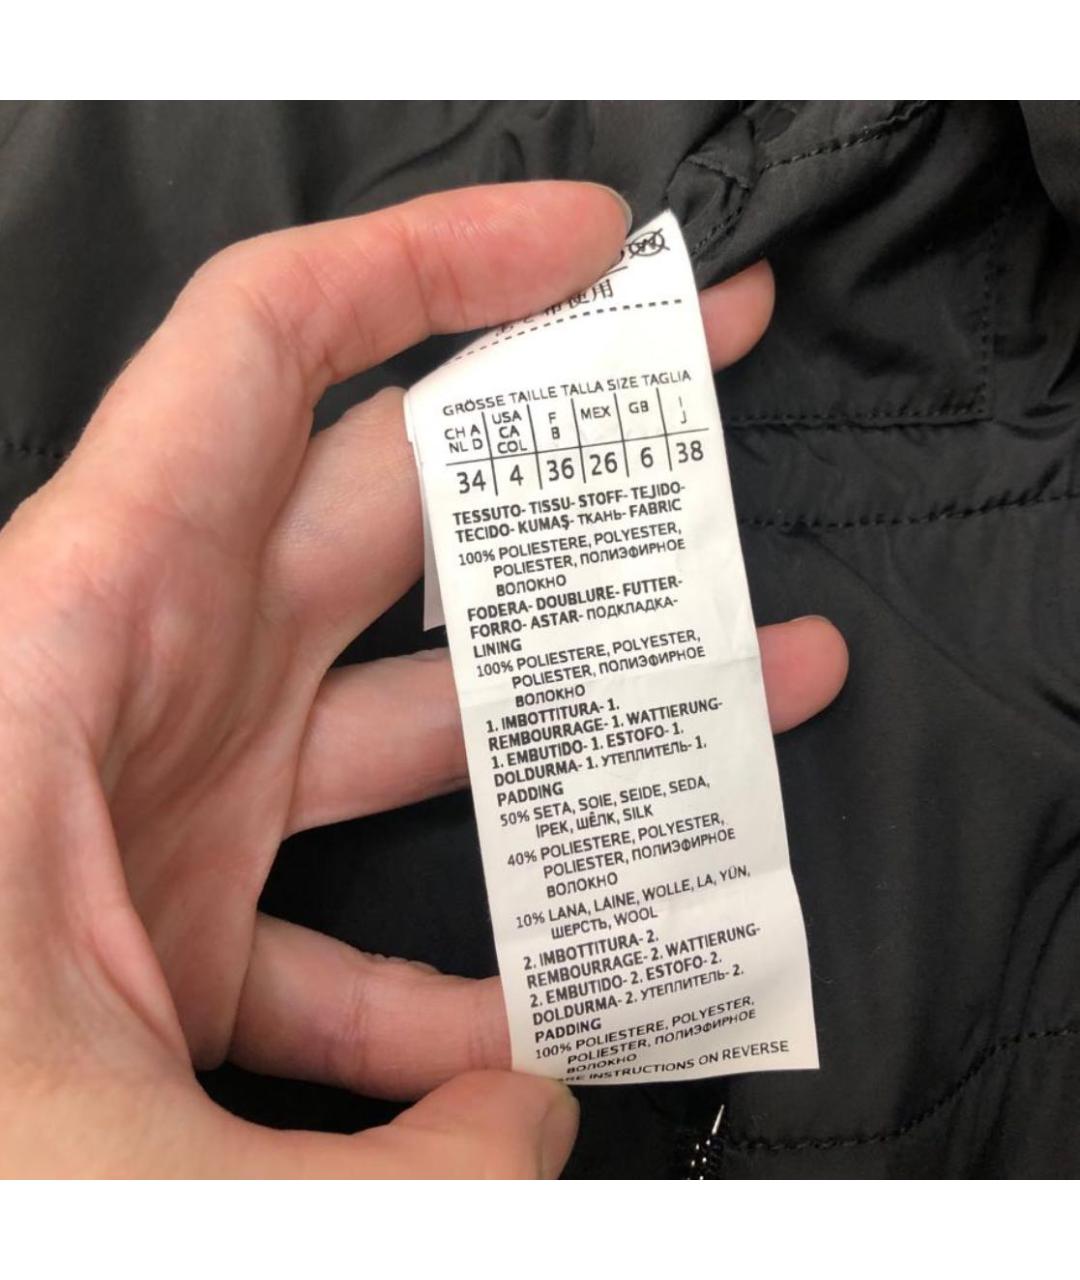 使用
GRÖSSE TAILLE TALLA SIZE TAGLIA
CH A NL D USA CA COL F B MEX GB I J
34 4 36 26 6 38
TESSUTO- TISSU- STOFF- TEJIDO-
TECIDO- KUMAŞ- ТКАНЬ- FABRIC
100% POLIESTERE, POLYESTER,
POLIESTER, ПОЛИЭФИРНОЕ
ВОЛОКНО
FODERA- DOUBLURE- FUTTER-
FORRO- ASTAR- ПОДКЛАДКА-
LINING
100% POLIESTERE, POLYESTER,
POLIESTER, ПОЛИЭФИРНОЕ
ВОЛОКНО
1. IMBOTTITURA- 1.
REMBOURRAGE- 1. WATTIERUNG-
1. EMBUTIDO- 1. ESTOFO- 1.
DOLDURMA- 1. УТЕПЛИТЕЛЬ- 1.
PADDING
50% SETA, SOIE, SEIDE, SEDA,
İPEK, ШЁЛК, SILK
40% POLIESTERE, POLYESTER,
POLIESTER, ПОЛИЭФИРНОЕ
ВОЛОКНО
10% LANA, LAINE, WOLLE, LA, YÜN,
ШЕРСТЬ, WOOL
2. IMBOTTITURA- 2.
REMBOURRAGE- 2. WATTIERUNG-
2. EMBUTIDO- 2. ESTOFO- 2.
DOLDURMA- 2. УТЕПЛИТЕЛЬ- 2.
PADDING
100% POLIESTERE, POLYESTER,
POLIESTER, ПОЛИЭФИРНОЕ
ВОЛОКНО
INSTRUCTIONS ON REVERSE